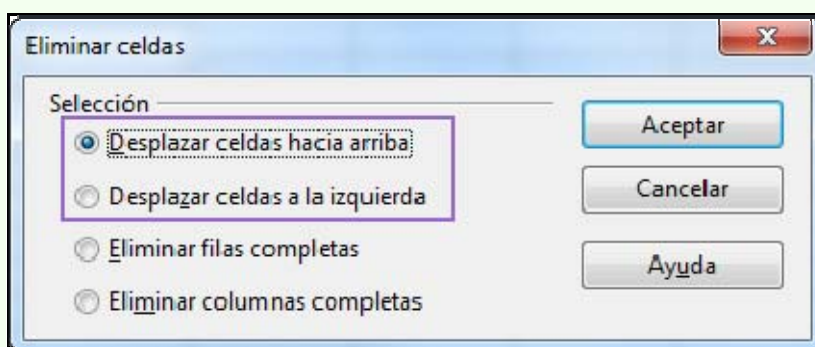 Eliminar celdas
Selección
Desplazar celdas hacia arriba
Desplazar celdas a la izquierda
Eliminar filas completas
Eliminar columnas completas
Aceptar
Cancelar
Ayuda